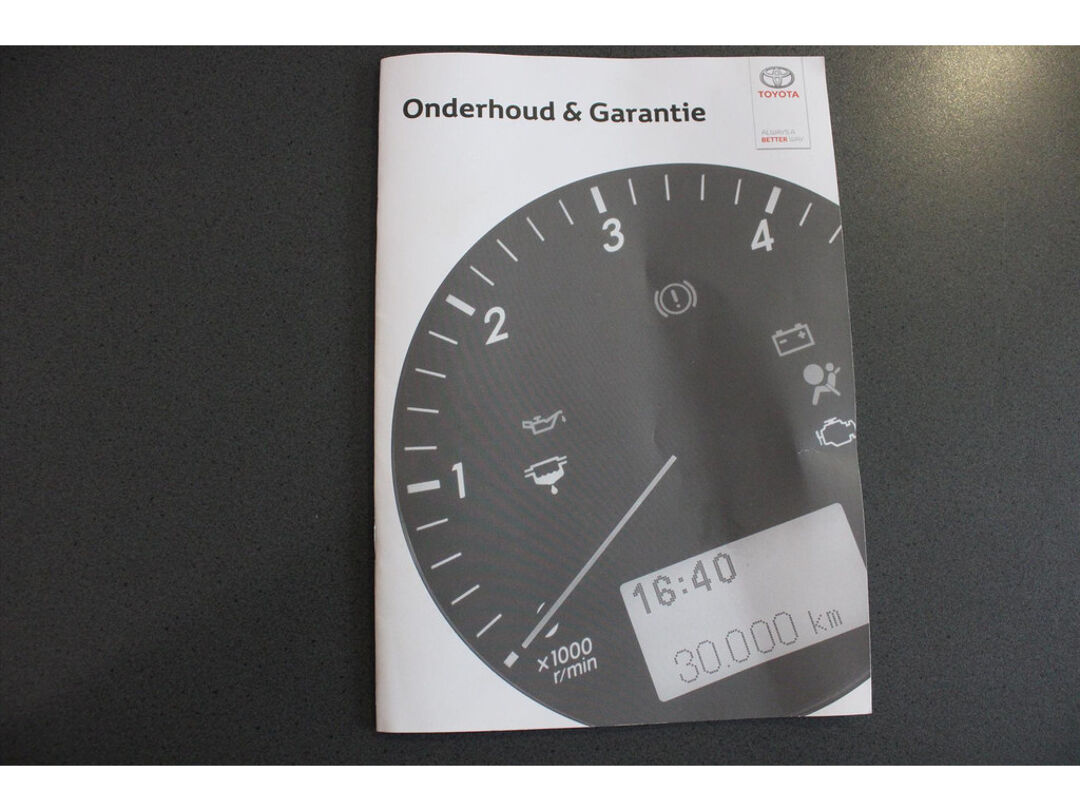 Onderhoud & Garantie
TOYOTA
ALWAYS A
BETTER WAY
3
4
2
1
16:40
30.000 km
x1000
r/min